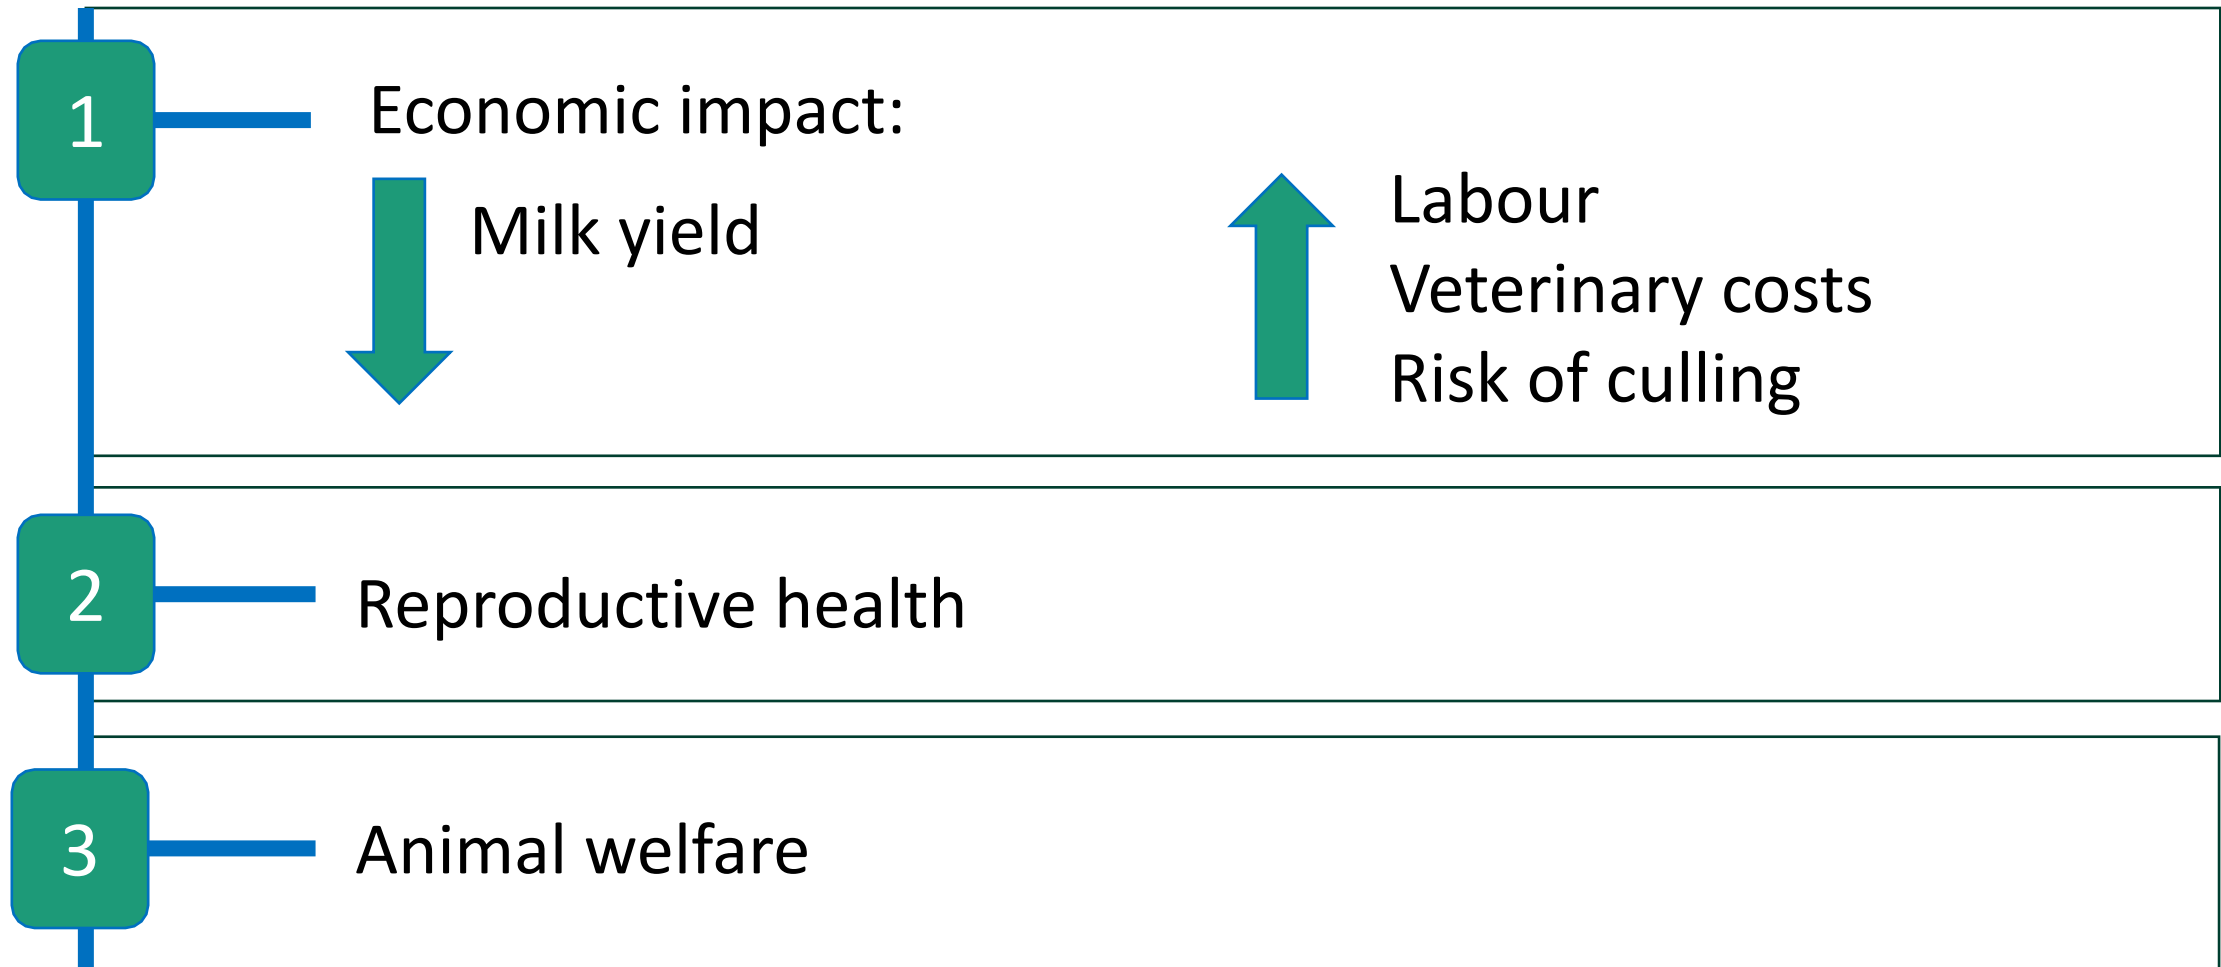 1
Economic impact:
Milk yield
Labour
Veterinary costs
Risk of culling
2
Reproductive health
3
Animal welfare